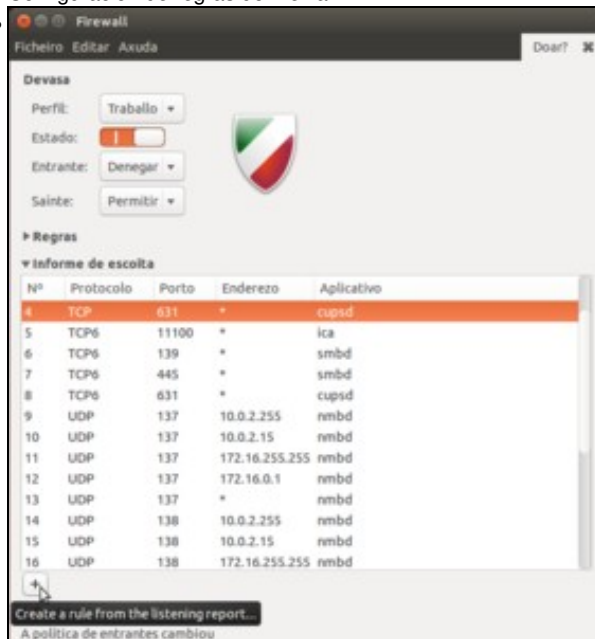 Firewall
Ficheiro Editar Axuda
Doar? ✖
Devasa
Perfil: Traballo
Estado:
Entrante: Denegar
Sainte: Permitir
Regras
Informe de escoita
Nº Protocolo Porto Enderezo Aplicativo
4 TCP 631 * cupsd
5 TCP6 11100 * ica
6 TCP6 139 * smbd
7 TCP6 445 * smbd
8 TCP6 631 * cupsd
9 UDP 137 10.0.2.255 nmbd
10 UDP 137 10.0.2.15 nmbd
11 UDP 137 172.16.255.255 nmbd
12 UDP 137 172.16.0.1 nmbd
13 UDP 137 * nmbd
14 UDP 138 10.0.2.255 nmbd
15 UDP 138 10.0.2.15 nmbd
16 UDP 138 172.16.255.255 nmbd
+
Create a rule from the listening report...
A política de entrantes cambiou